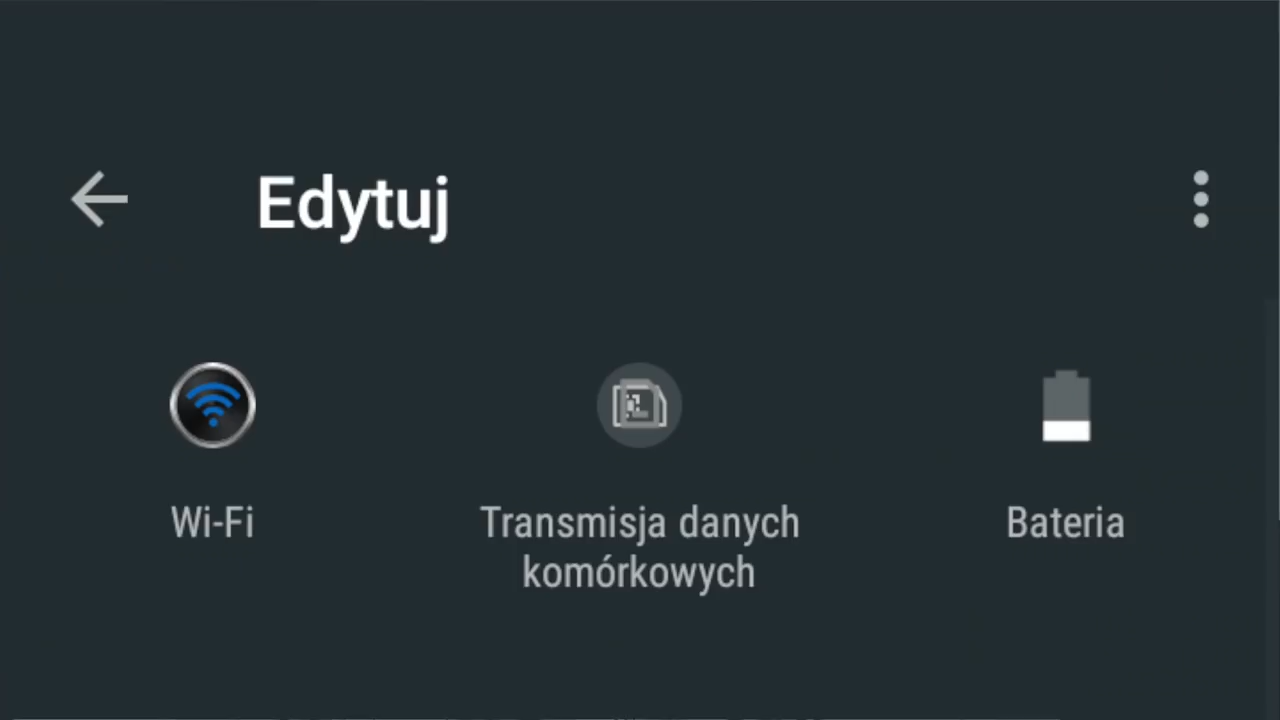 Edytuj
Wi-Fi
Transmisja danych
komórkowych
Bateria